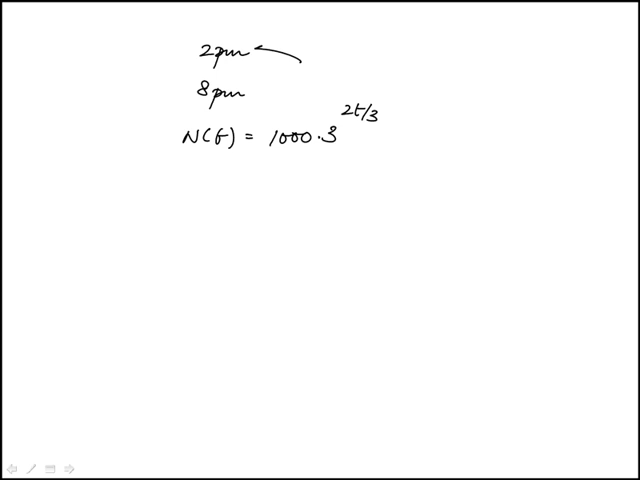 2pm
8pm
N(t) = 1000.3^{2t/3}